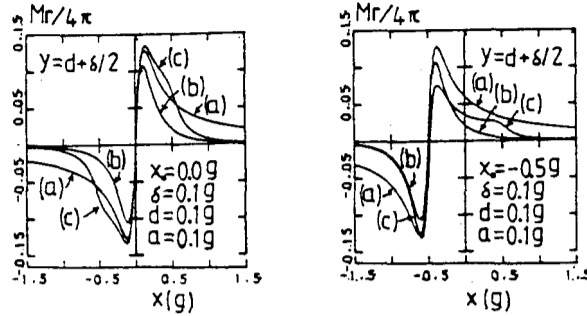 Mr/4π
0.15
0.05
-0.05
-0.15
y=d+δ/2
(c)
(b)
(a)
(b)
(a)
(c)
x₀=0.0g
δ=0.1g
d=0.1g
a=0.1g
-1.5 -0.5 0.5 1.5
x(g)
Mr/4π
0.15
0.05
-0.05
-0.15
y=d+δ/2
(a)
(b)
(c)
(b)
(a)
(c)
x₀=-0.5g
δ=0.1g
d=0.1g
a=0.1g
-1.5 -0.5 0.5 1.5
x(g)